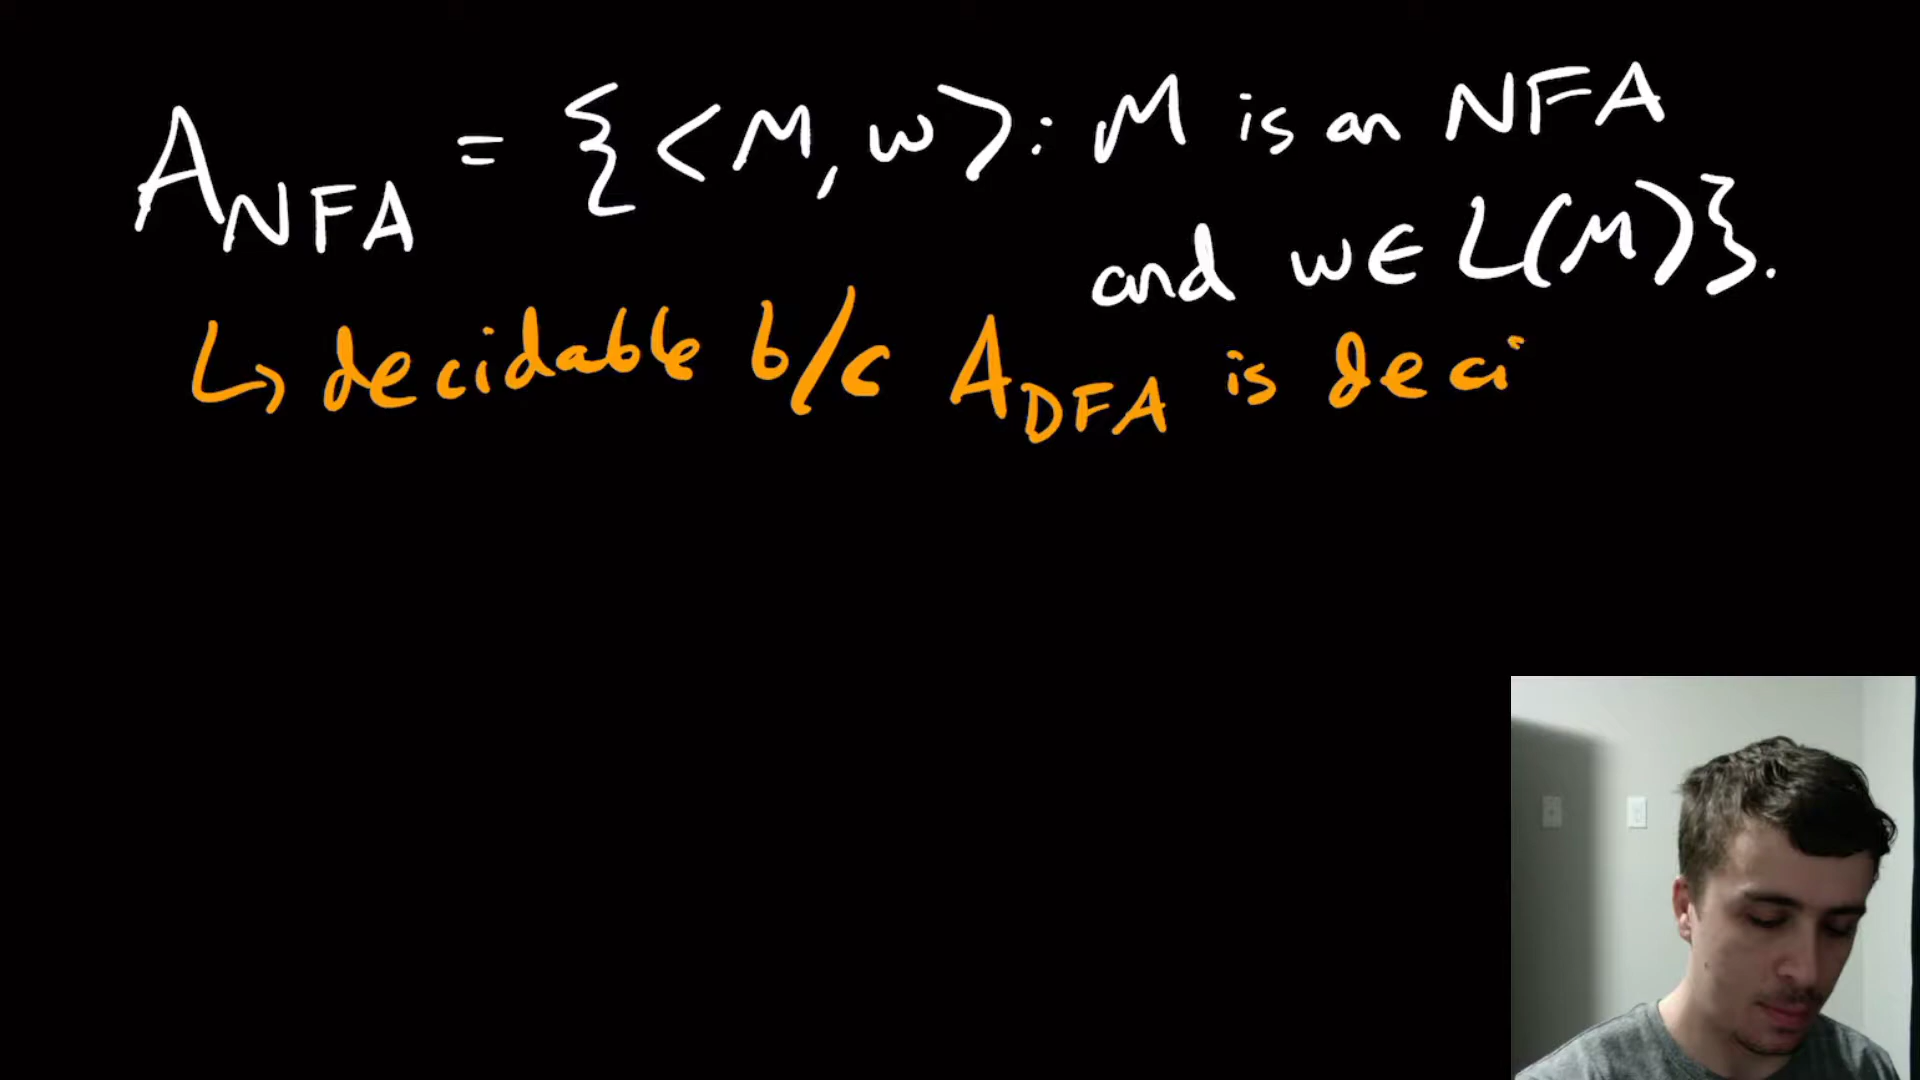 A_NFA = {<M, w>: M is an NFA
and w ∈ L(M)}.
↳ decidable b/c A_DFA is deci